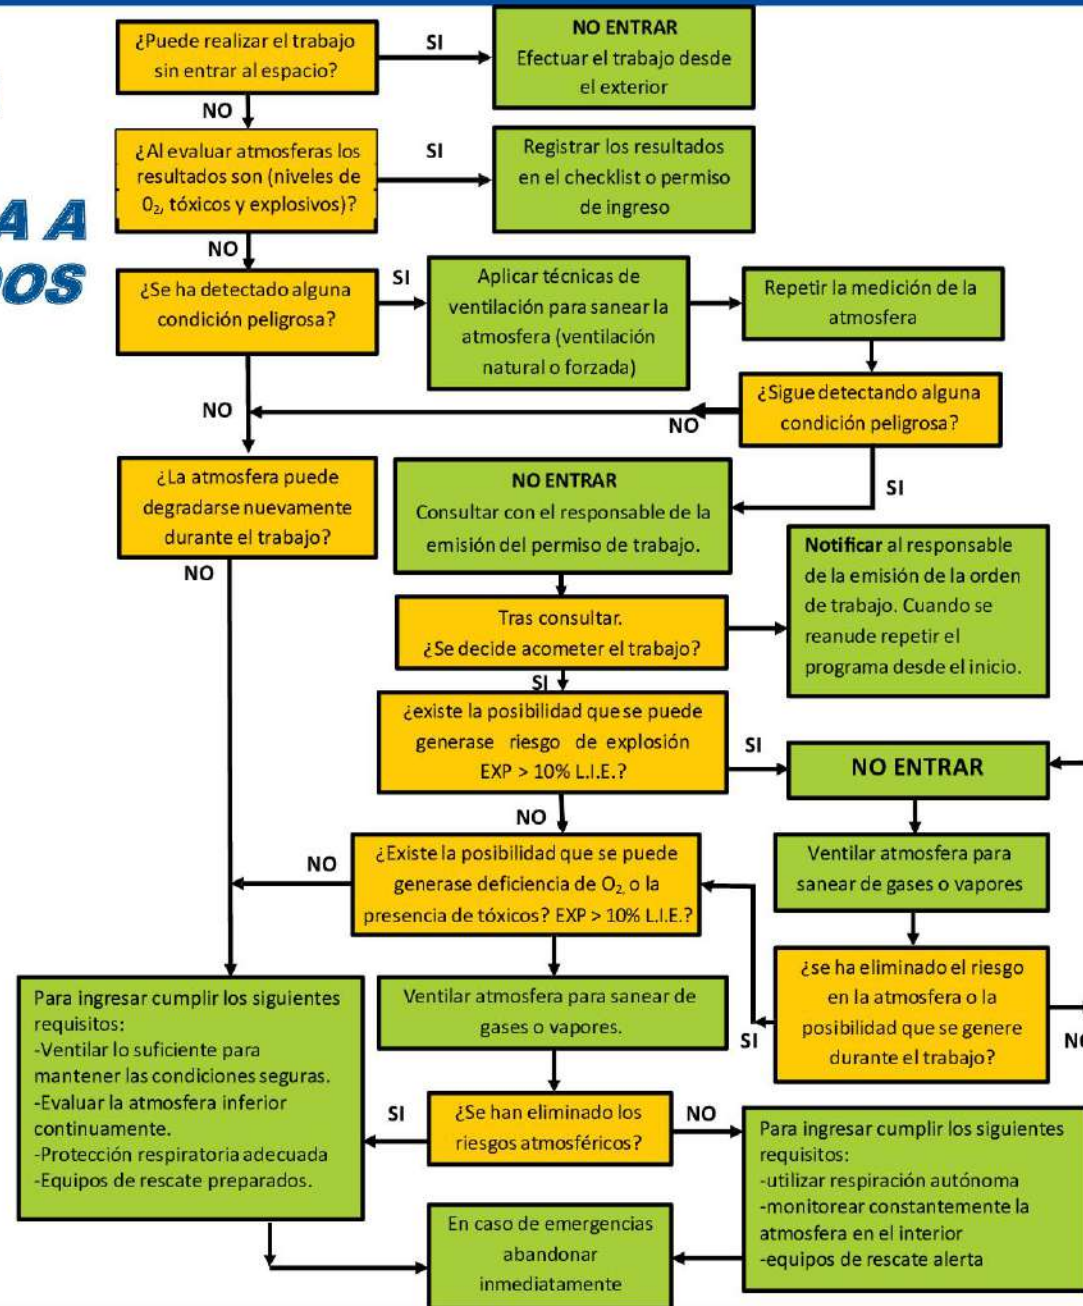 A A
OS
¿Puede realizar el trabajo
sin entrar al espacio?
SI
NO ENTRAR
Efectuar el trabajo desde
el exterior
NO
¿Al evaluar atmosferas los
resultados son (niveles de
0₂, tóxicos y explosivos)?
SI
Registrar los resultados
en el checklist o permiso
de ingreso
NO
¿Se ha detectado alguna
condición peligrosa?
SI
Aplicar técnicas de
ventilación para sanear la
atmosfera (ventilación
natural o forzada)
Repetir la medición de la
atmosfera
NO
¿Sigue detectando alguna
condición peligrosa?
NO
SI
¿La atmosfera puede
degradarse nuevamente
durante el trabajo?
NO
NO ENTRAR
Consultar con el responsable de la
emisión del permiso de trabajo.
Notificar al responsable
de la emisión de la orden
de trabajo. Cuando se
reanude repetir el
programa desde el inicio.
Tras consultar.
¿Se decide acometer el trabajo?
SI
¿existe la posibilidad que se puede
generase riesgo de explosión
EXP > 10% L.I.E.?
SI
NO ENTRAR
NO
¿Existe la posibilidad que se puede
generase deficiencia de O₂ o la
presencia de tóxicos? EXP > 10% L.I.E.?
NO
Ventilar atmosfera para
sanear de gases o vapores
¿se ha eliminado el riesgo
en la atmosfera o la
posibilidad que se genere
durante el trabajo?
SI
NO
Para ingresar cumplir los siguientes
requisitos:
-Ventilar lo suficiente para
mantener las condiciones seguras.
-Evaluar la atmosfera inferior
continuamente.
-Protección respiratoria adecuada
-Equipos de rescate preparados.
Ventilar atmosfera para sanear de
gases o vapores.
¿Se han eliminado los
riesgos atmosféricos?
SI
NO
Para ingresar cumplir los siguientes
requisitos:
-utilizar respiración autónoma
-monitorear constantemente la
atmosfera en el interior
-equipos de rescate alerta
En caso de emergencias
abandonar
inmediatamente